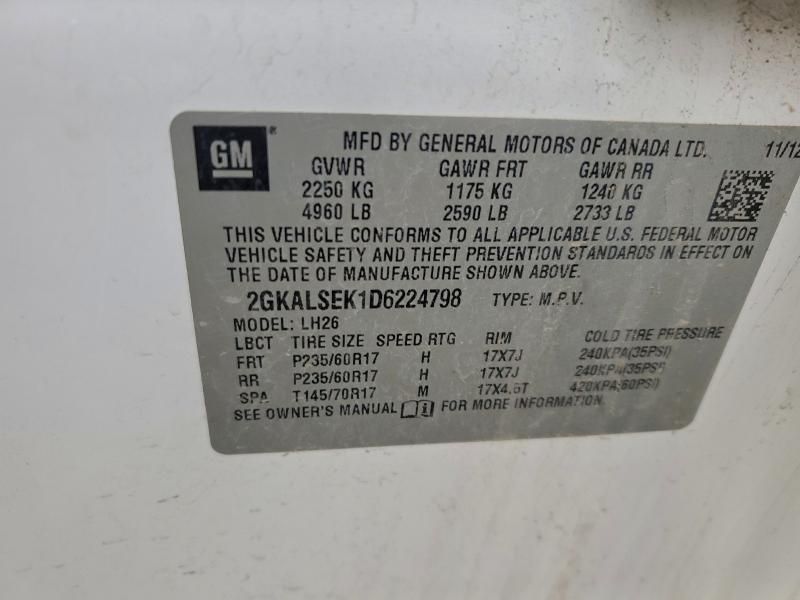 GM ® MFD BY GENERAL MOTORS OF CANADA LTD. 11/12
GVWR GAWR FRT GAWR RR
2250 KG 1175 KG 1240 KG
4960 LB 2590 LB 2733 LB
THIS VEHICLE CONFORMS TO ALL APPLICABLE U.S. FEDERAL MOTOR
VEHICLE SAFETY AND THEFT PREVENTION STANDARDS IN EFFECT ON
THE DATE OF MANUFACTURE SHOWN ABOVE.
2GKALSEK1D6224798 TYPE: M.P.V.
MODEL: LH26
LBCT TIRE SIZE SPEED RTG RIM COLD TIRE PRESSURE
FRT P235/60R17 H 17X7J 240KPA(35PSI)
RR P235/60R17 H 17X7J 240KPA(35PSI)
SPA T145/70R17 M 17X4.5T 420KPA(60PSI)
SEE OWNER'S MANUAL FOR MORE INFORMATION.